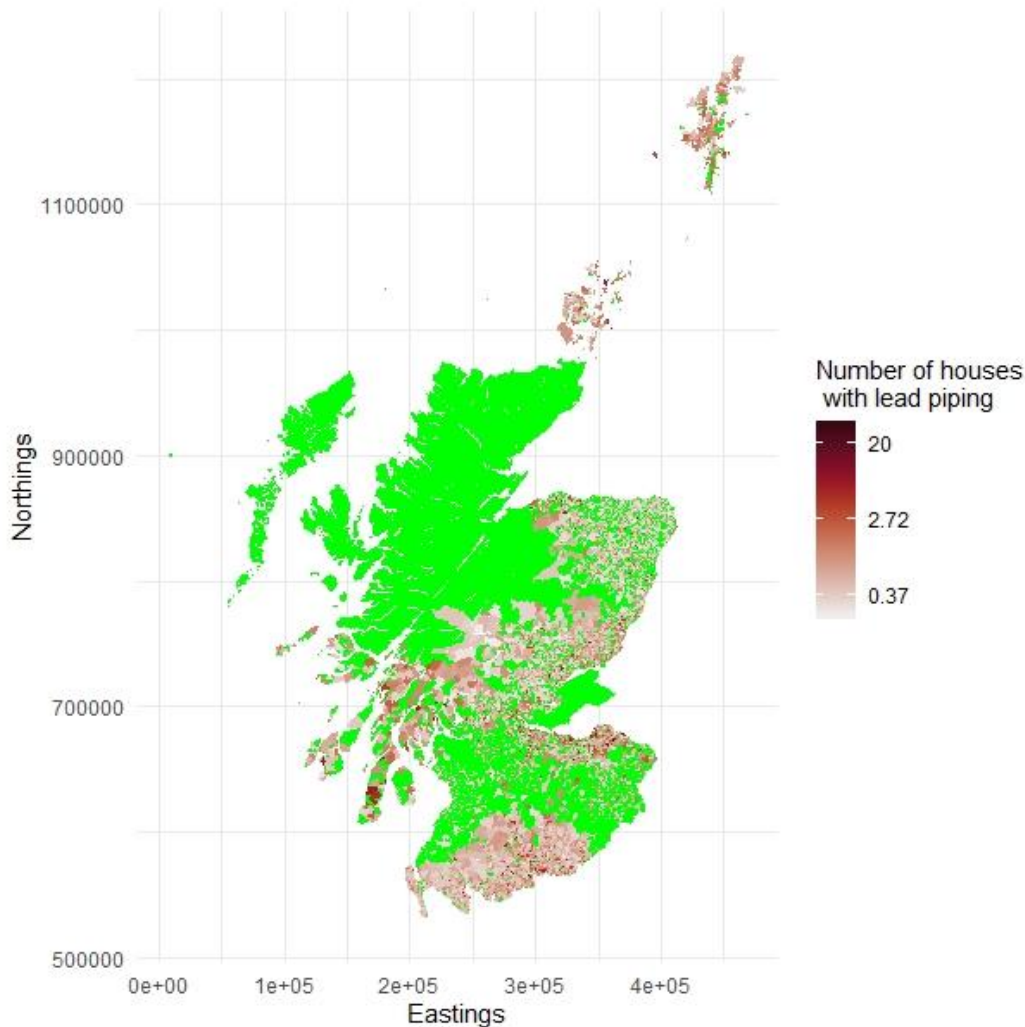 1100000
900000
700000
500000
Northings
0e+00 1e+05 2e+05 3e+05 4e+05
Eastings
Number of houses
with lead piping
20
2.72
0.37